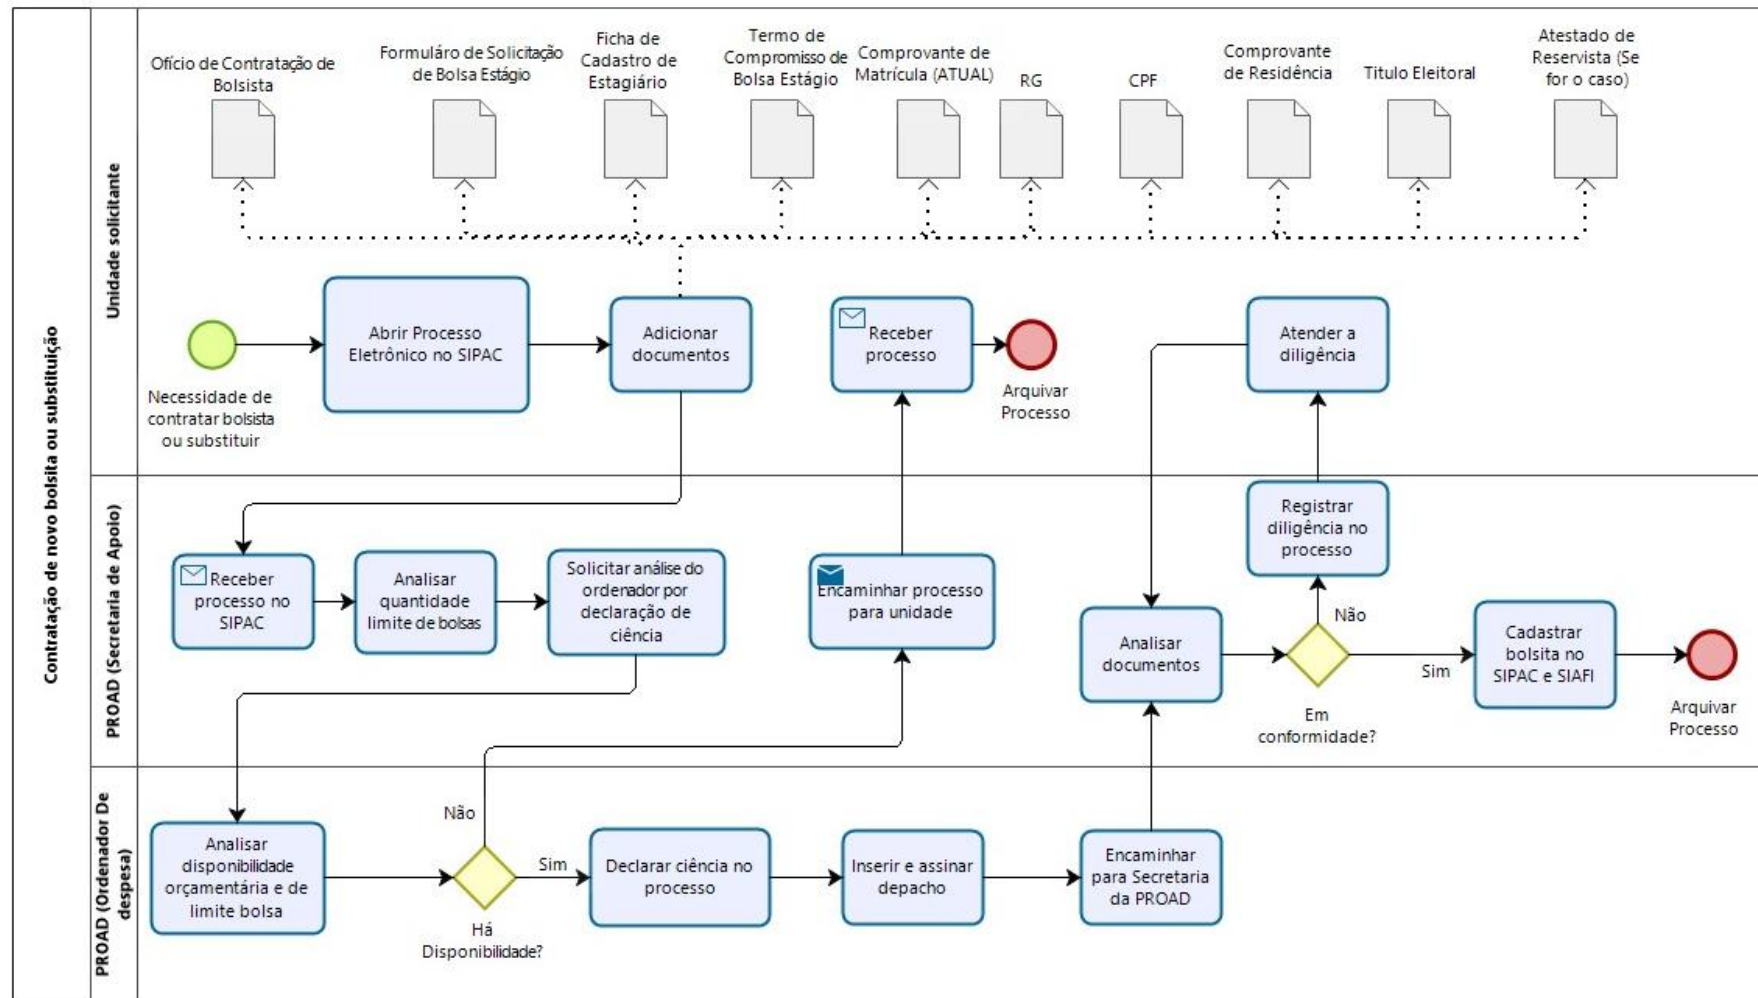 Contratação de novo bolsita ou substituição
Unidade solicitante
Ofício de Contratação de
Bolsista
Formuláro de Solicitação
de Bolsa Estágio
Ficha de
Cadastro de
Estagiário
Termo de
Compromisso de
Bolsa Estágio
Comprovante de
Matrícula (ATUAL)
RG
CPF
Comprovante
de Residência
Titulo Eleitoral
Atestado de
Reservista (Se
for o caso)
Necessidade de
contratar bolsista
ou substituir
Abrir Processo
Eletrônico no SIPAC
Adicionar
documentos
Receber
processo
Arquivar
Processo
Atender a
diligência
PROAD (Secretaria de Apoio)
Receber
processo no
SIPAC
Analisar
quantidade
limite de bolsas
Solicitar análise do
ordenador por
declaração de
ciência
Encaminhar processo
para unidade
Analisar
documentos
Registrar
diligência no
processo
Não
Em
conformidade?
Sim
Cadastrar
bolsita no
SIPAC e SIAFI
Arquivar
Processo
PROAD (Ordenador De
despesa)
Analisar
disponibilidade
orçamentária e de
limite bolsa
Não
Há
Disponibilidade?
Sim
Declarar ciência no
processo
Inserir e assinar
depacho
Encaminhar
para Secretaria
da PROAD